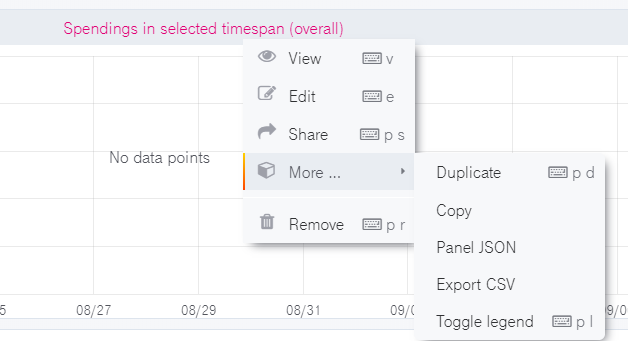 Spendings in selected timespan (overall)
View v
Edit e
Share p s
More ...
Remove p r
Duplicate p d
Copy
Panel JSON
Export CSV
Toggle legend p l
No data points
5 08/27 08/29 08/31 09/0 9/0